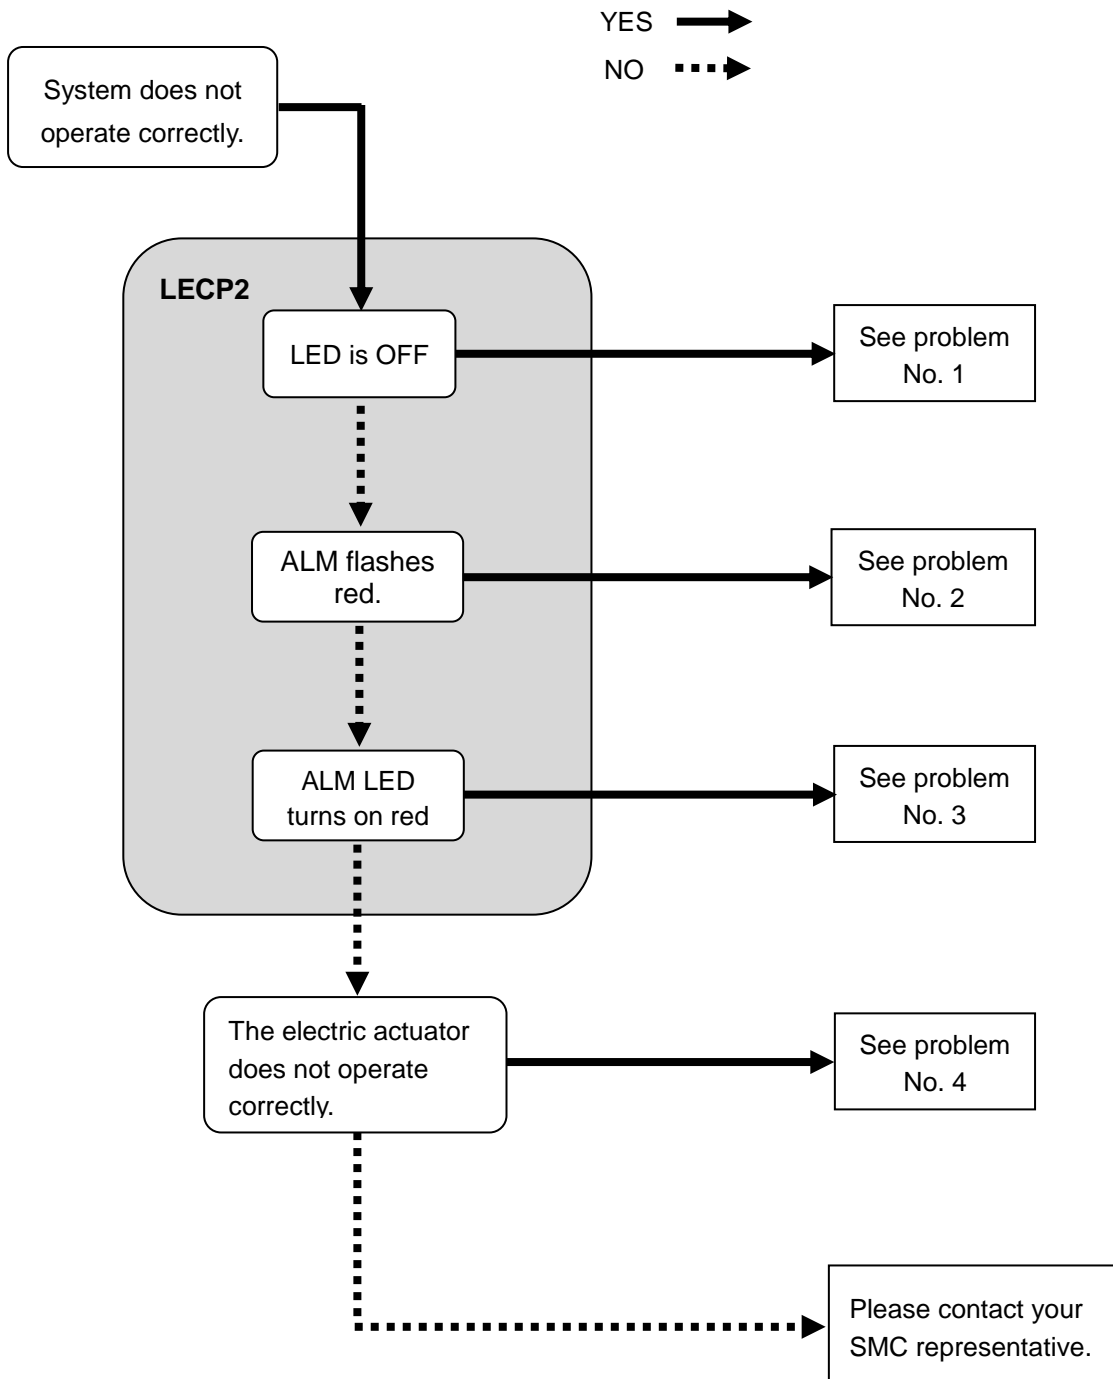 YES
NO
System does not
operate correctly.
LECP2
LED is OFF
See problem
No. 1
ALM flashes
red.
See problem
No. 2
ALM LED
turns on red
See problem
No. 3
The electric actuator
does not operate
correctly.
See problem
No. 4
Please contact your
SMC representative.